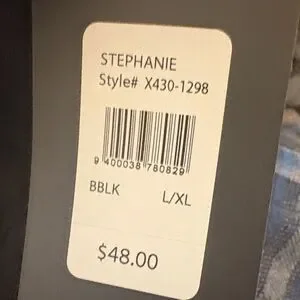 STEPHANIE
Style# X430-1298
9 400038 780829
BBLK L/XL
$48.00